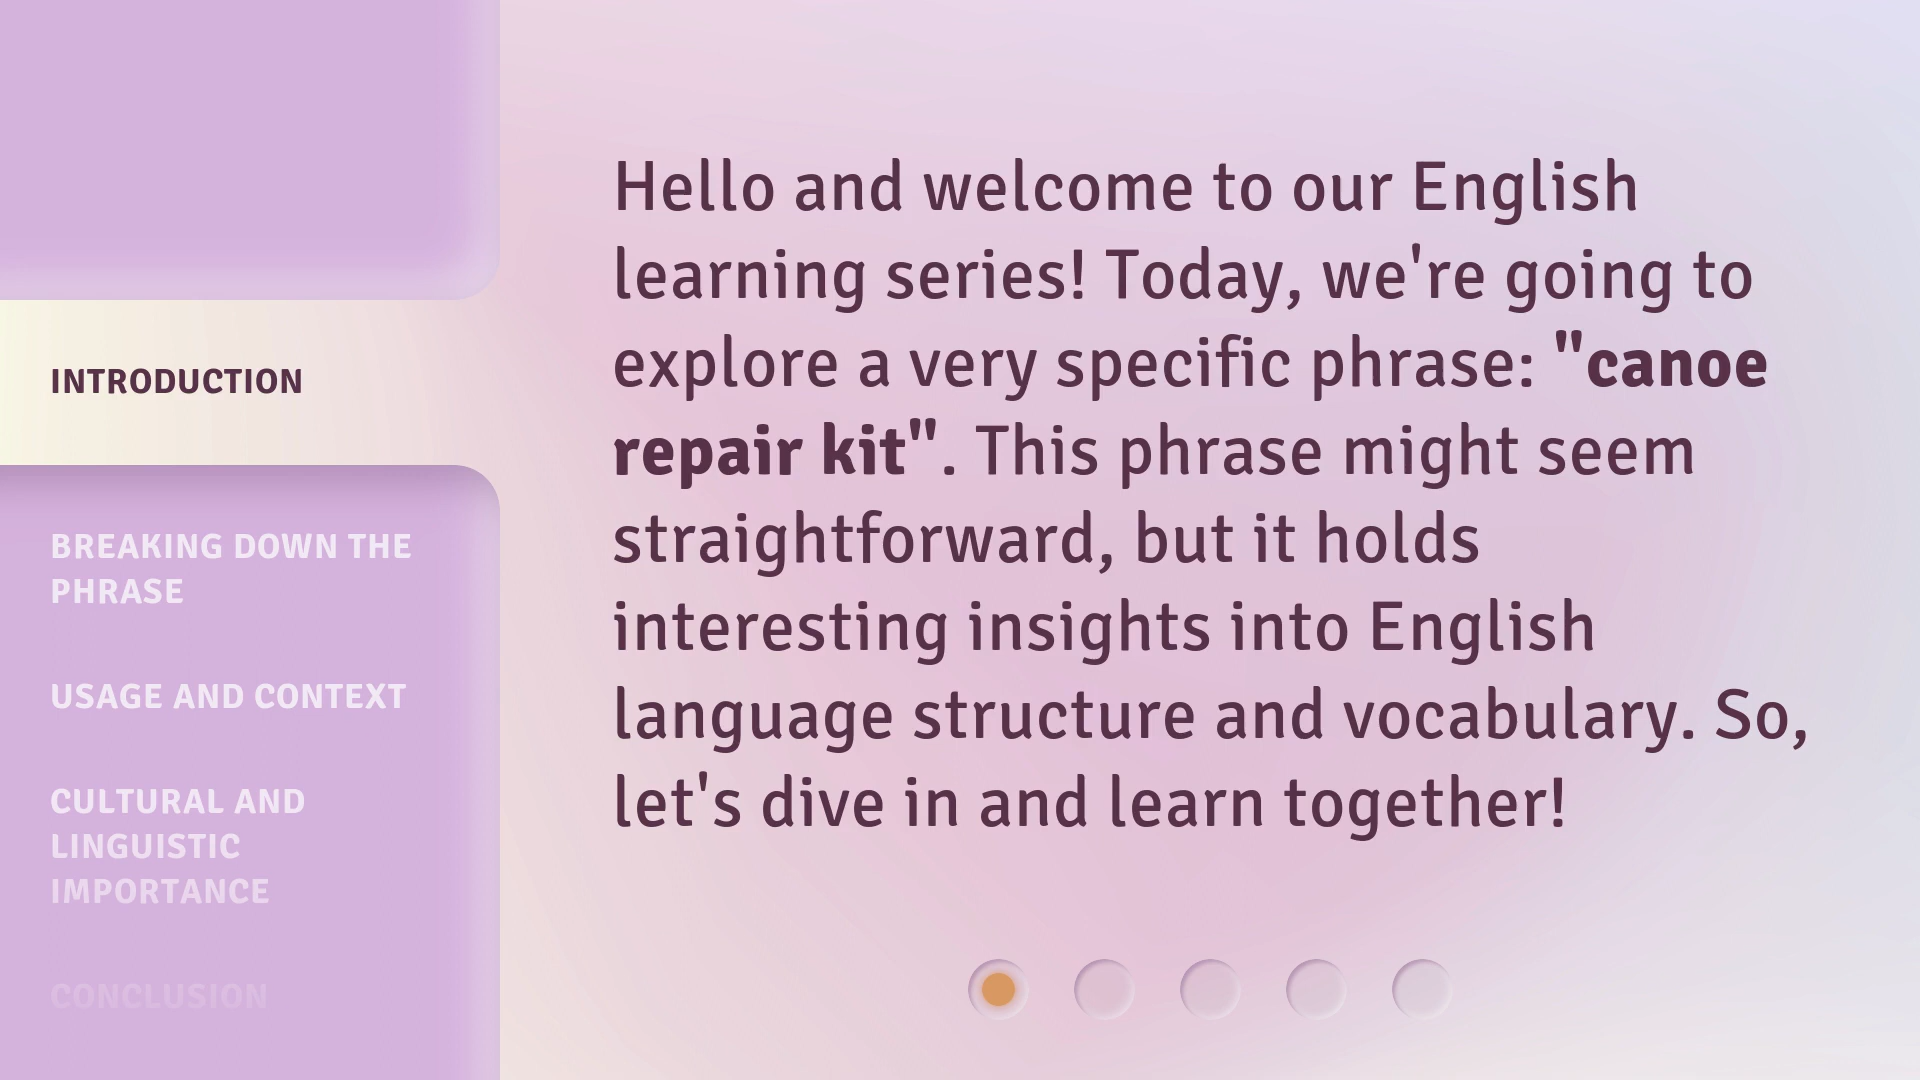 INTRODUCTION
BREAKING DOWN THE
PHRASE
USAGE AND CONTEXT
CULTURAL AND
LINGUISTIC
IMPORTANCE
CONCLUSION
Hello and welcome to our English
learning series! Today, we're going to
explore a very specific phrase: "canoe
repair kit". This phrase might seem
straightforward, but it holds
interesting insights into English
language structure and vocabulary. So,
let's dive in and learn together!